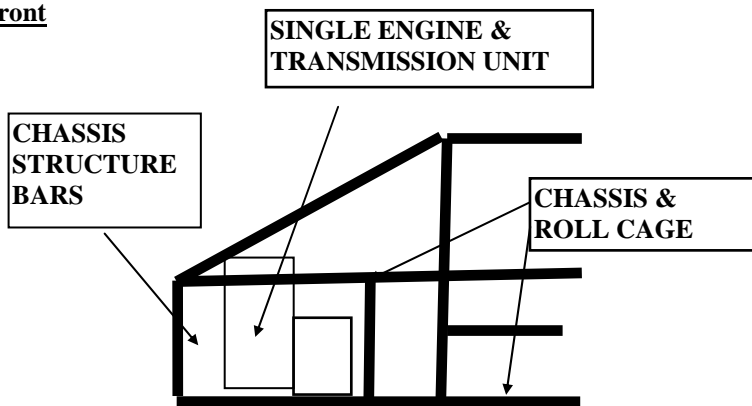 ront
SINGLE ENGINE &
TRANSMISSION UNIT
CHASSIS
STRUCTURE
BARS
CHASSIS &
ROLL CAGE